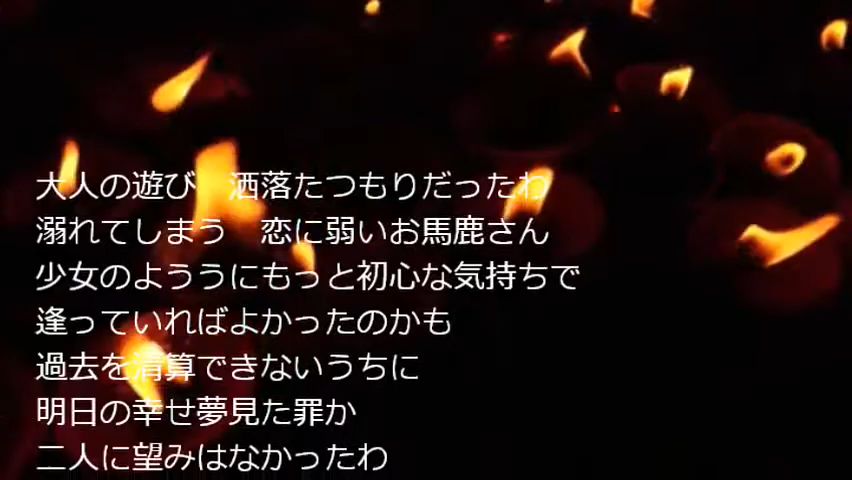 大人の遊び　洒落たつもりだったわ
溺れてしまう　恋に弱いお馬鹿さん
少女のよううにもっと初心な気持ちで
逢っていればよかったのかも
過去を清算できないうちに
明日の幸せ夢見た罪か
二人に望みはなかったわ